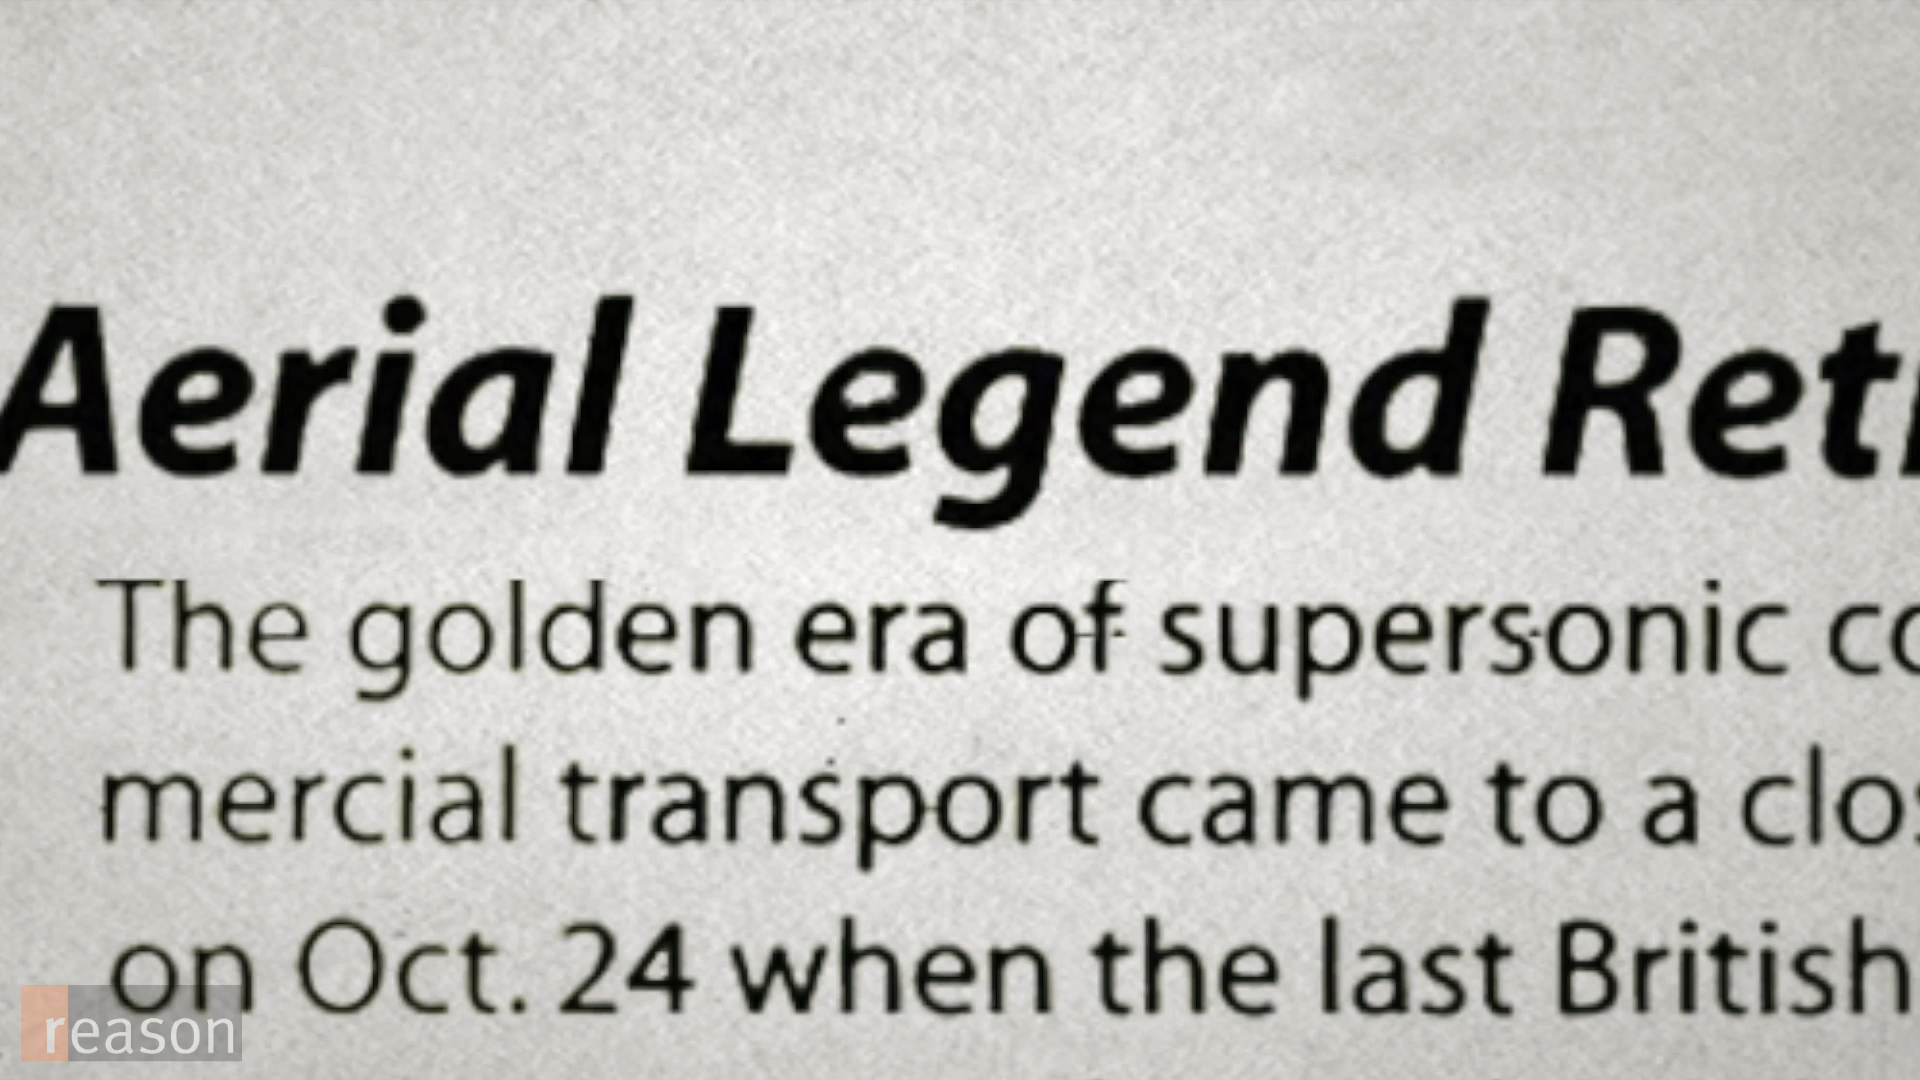 Aerial Legend Reti
The golden era of supersonic co
mercial transport came to a clos
on Oct. 24 when the last British
reason